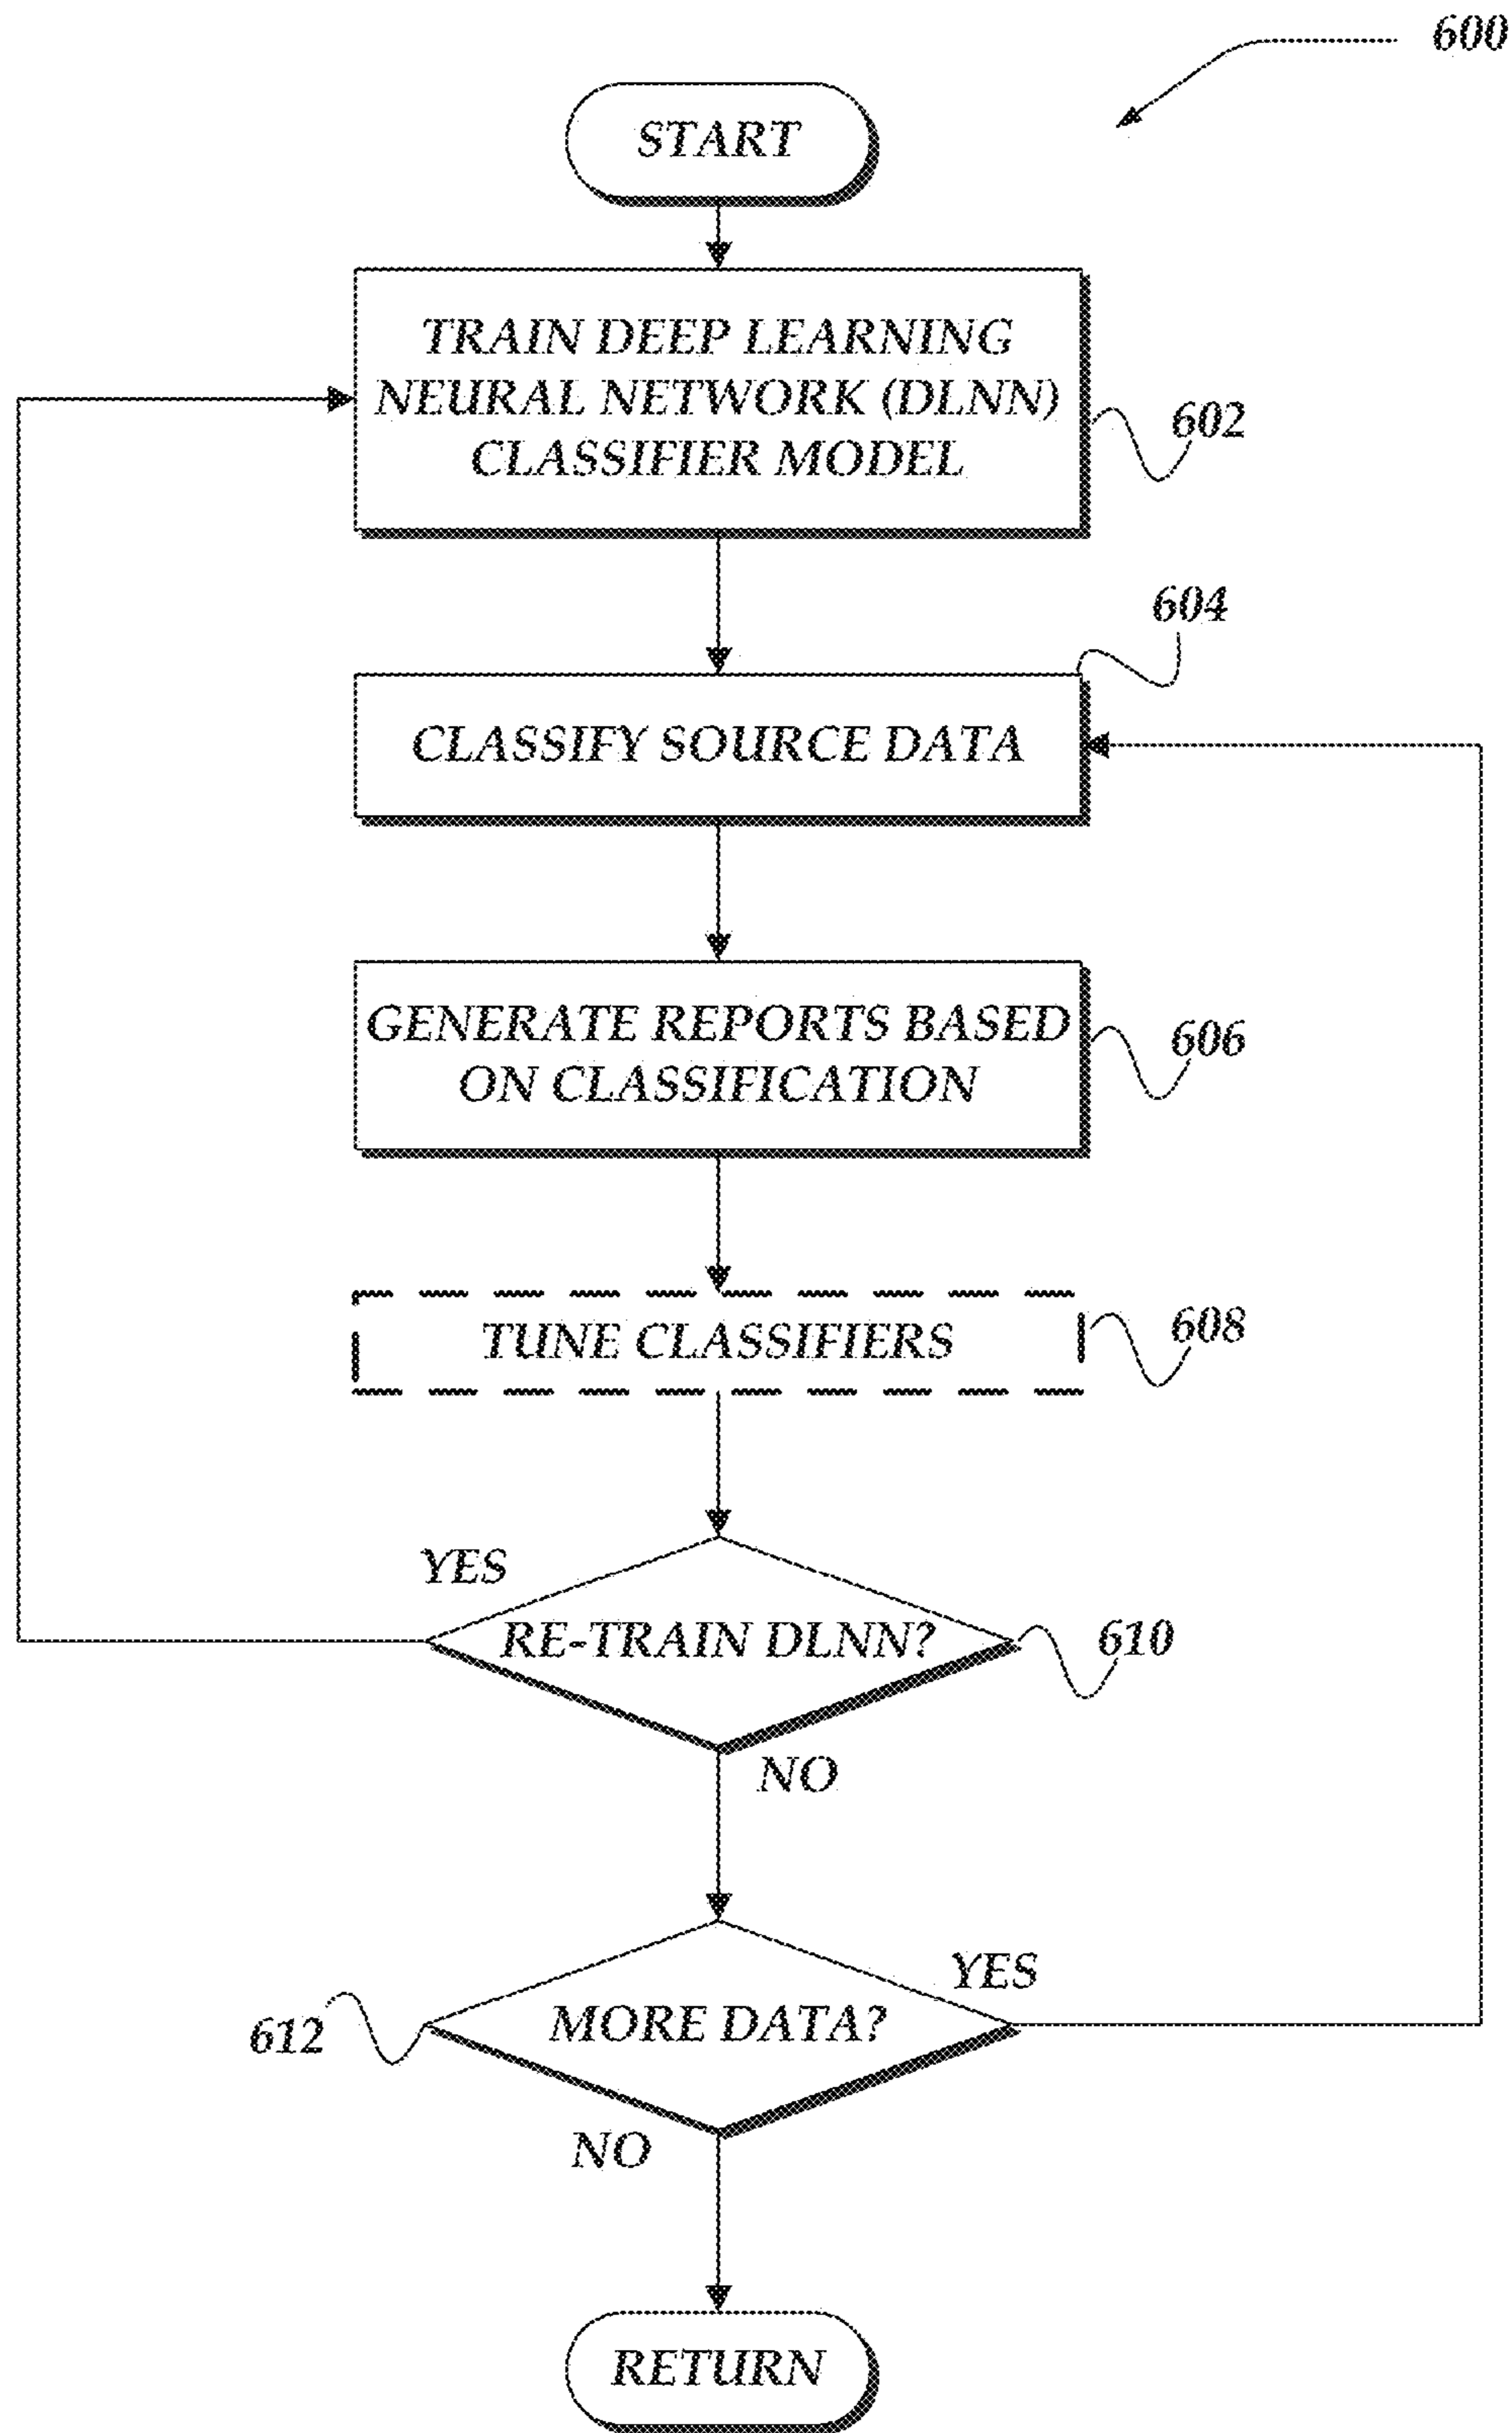 600
START
TRAIN DEEP LEARNING
NEURAL NETWORK (DLNN)
CLASSIFIER MODEL
602
604
CLASSIFY SOURCE DATA
GENERATE REPORTS BASED
ON CLASSIFICATION
606
TUNE CLASSIFIERS
608
YES
RE-TRAIN DLNN?
610
NO
YES
MORE DATA?
612
NO
RETURN